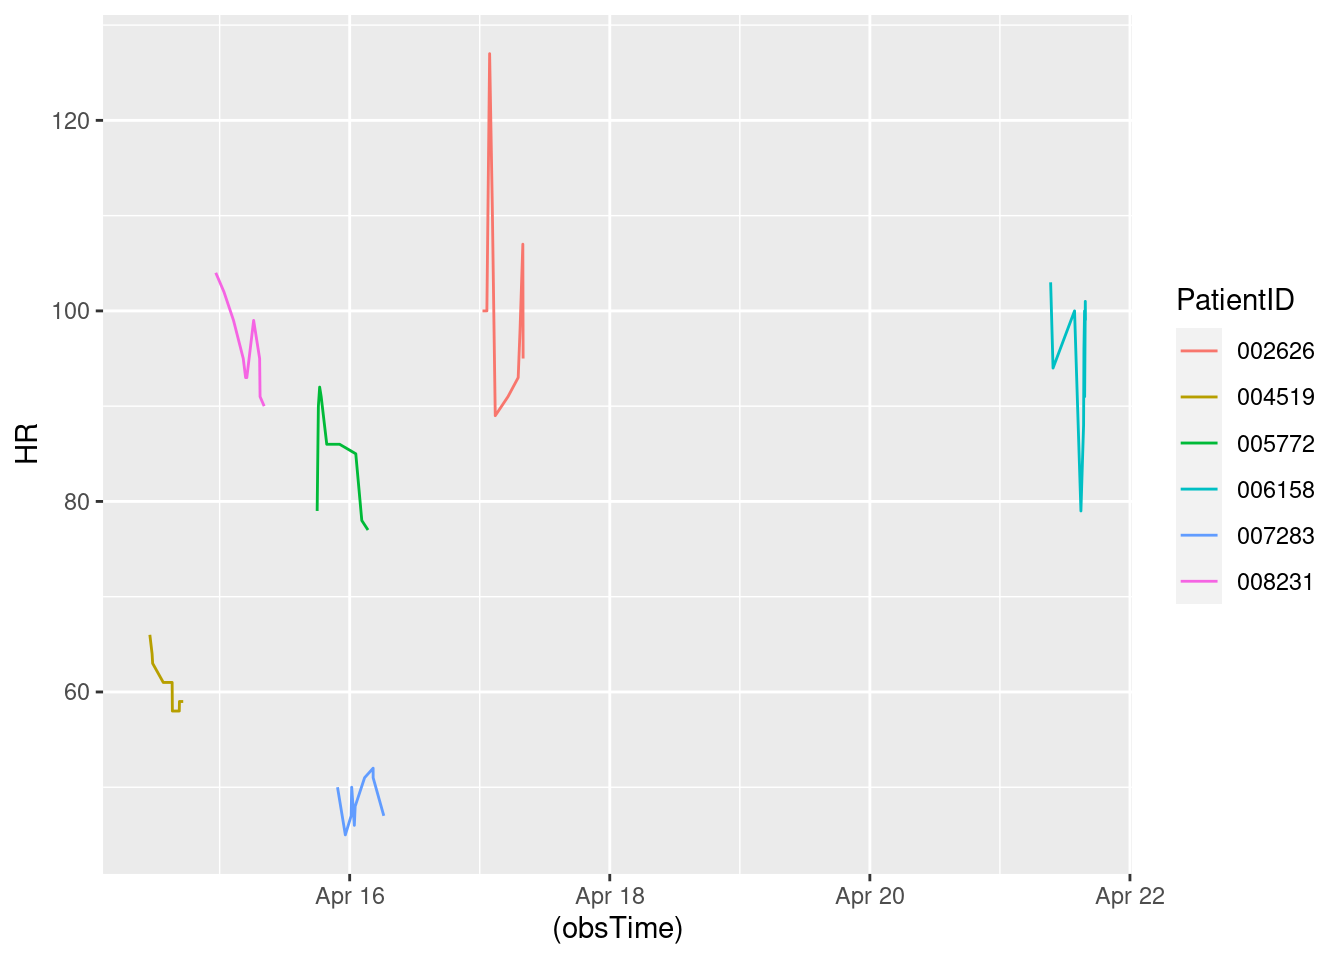 120
100
80
60
HR
Apr 16
Apr 18
Apr 20
Apr 22
(obsTime)
PatientID
002626
004519
005772
006158
007283
008231